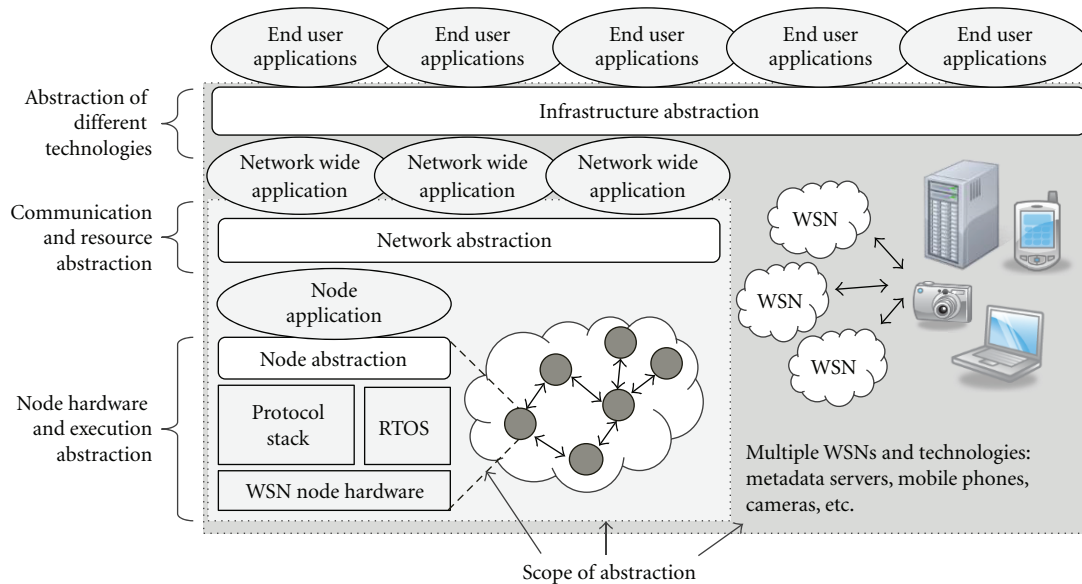 End user
applications
End user
applications
End user
applications
End user
applications
End user
applications
Abstraction of
different
technologies
Infrastructure abstraction
Network wide
application
Network wide
application
Network wide
application
Communication
and resource
abstraction
Network abstraction
WSN
WSN
WSN
Node
application
Node hardware
and execution
abstraction
Node abstraction
Protocol
stack
RTOS
WSN node hardware
Multiple WSNs and technologies:
metadata servers, mobile phones,
cameras, etc.
Scope of abstraction